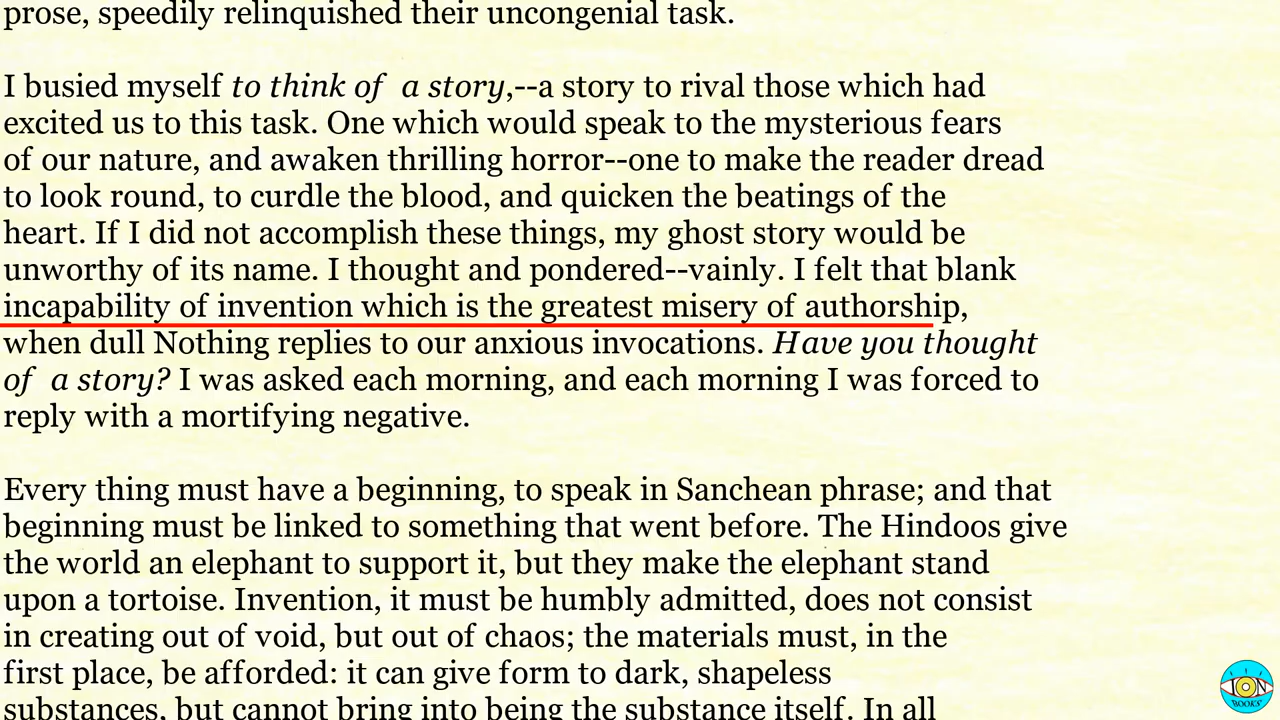 prose, speedily relinquished their uncongenial task.
I busied myself to think of a story,--a story to rival those which had
excited us to this task. One which would speak to the mysterious fears
of our nature, and awaken thrilling horror--one to make the reader dread
to look round, to curdle the blood, and quicken the beatings of the
heart. If I did not accomplish these things, my ghost story would be
unworthy of its name. I thought and pondered--vainly. I felt that blank
incapability of invention which is the greatest misery of authorship,
when dull Nothing replies to our anxious invocations. Have you thought
of a story? I was asked each morning, and each morning I was forced to
reply with a mortifying negative.
Every thing must have a beginning, to speak in Sanchean phrase; and that
beginning must be linked to something that went before. The Hindoos give
the world an elephant to support it, but they make the elephant stand
upon a tortoise. Invention, it must be humbly admitted, does not consist
in creating out of void, but out of chaos; the materials must, in the
first place, be afforded: it can give form to dark, shapeless
substances, but cannot bring into being the substance itself. In all
ION
BOOKS